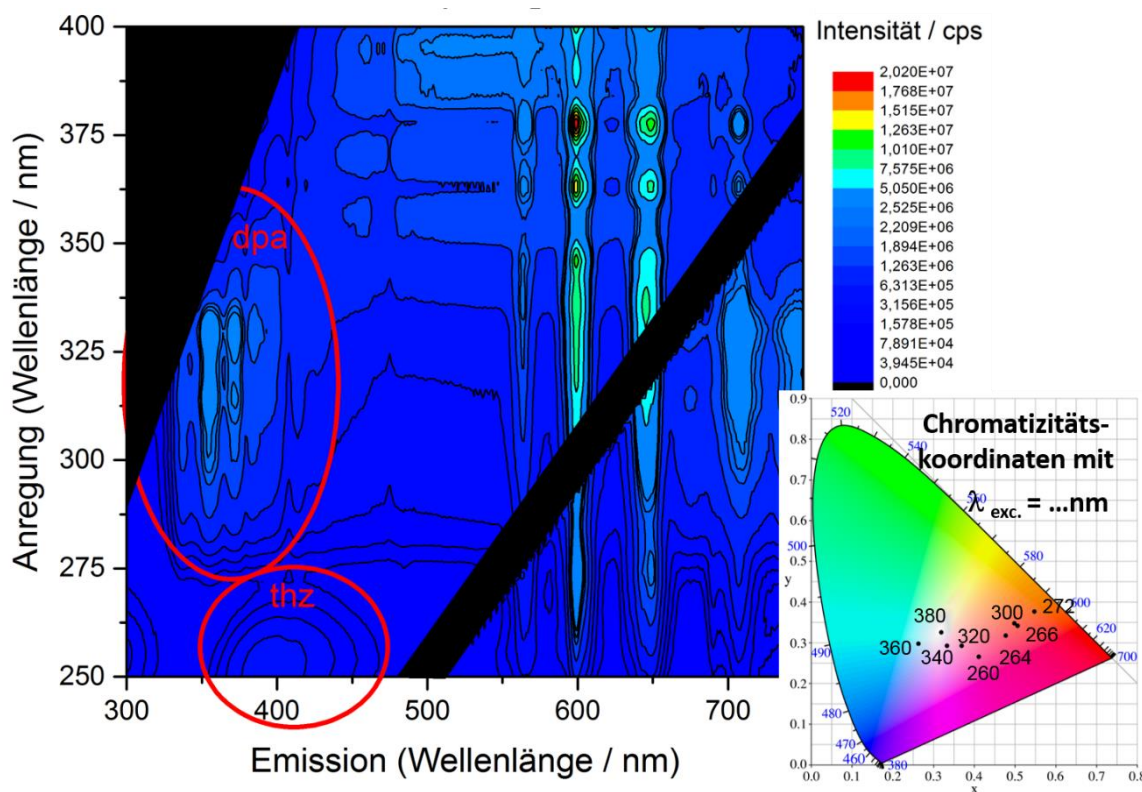 Intensität / cps
2,020E+07
1,768E+07
1,515E+07
1,263E+07
1,010E+07
7,575E+06
5,050E+06
2,525E+06
2,209E+06
1,894E+06
1,263E+06
6,313E+05
3,156E+05
1,578E+05
7,891E+04
3,945E+04
0,000
Anregung (Wellenlänge / nm)
400
375
350
325
300
275
250
dpa
thz
300
400
500
600
700
Emission (Wellenlänge / nm)
Chromatizitäts-
koordinaten mit
λ exc. = ...nm
0.9
0.8
0.7
0.6
0.5
y
0.4
0.3
0.2
0.1
0.0
520
540
560
580
600
620
700
500
490
480
470
460
380
380
300
272
266
360
340
320
264
260
0.0
0.1
0.2
0.3
0.4
0.5
0.6
0.7
0.8
x